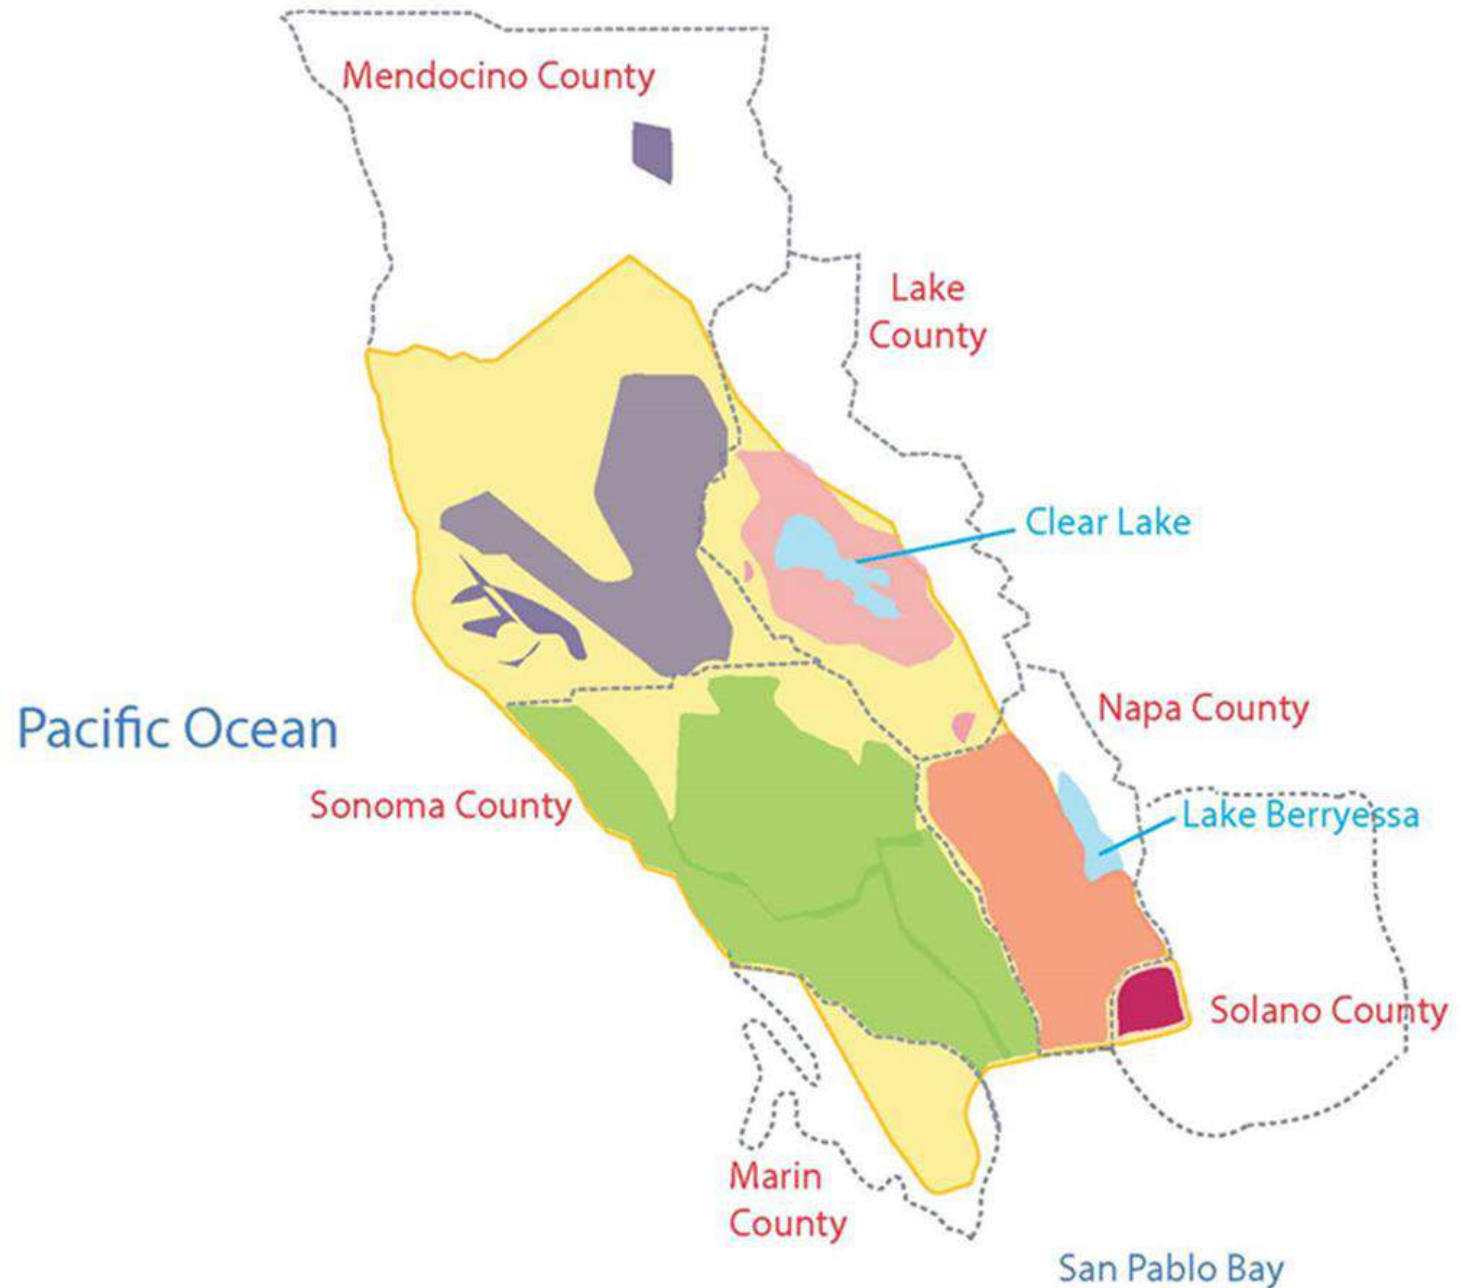 Mendocino County
Lake
County
Clear Lake
Napa County
Pacific Ocean
Sonoma County
Lake Berryessa
Solano County
Marin
County
San Pablo Bay